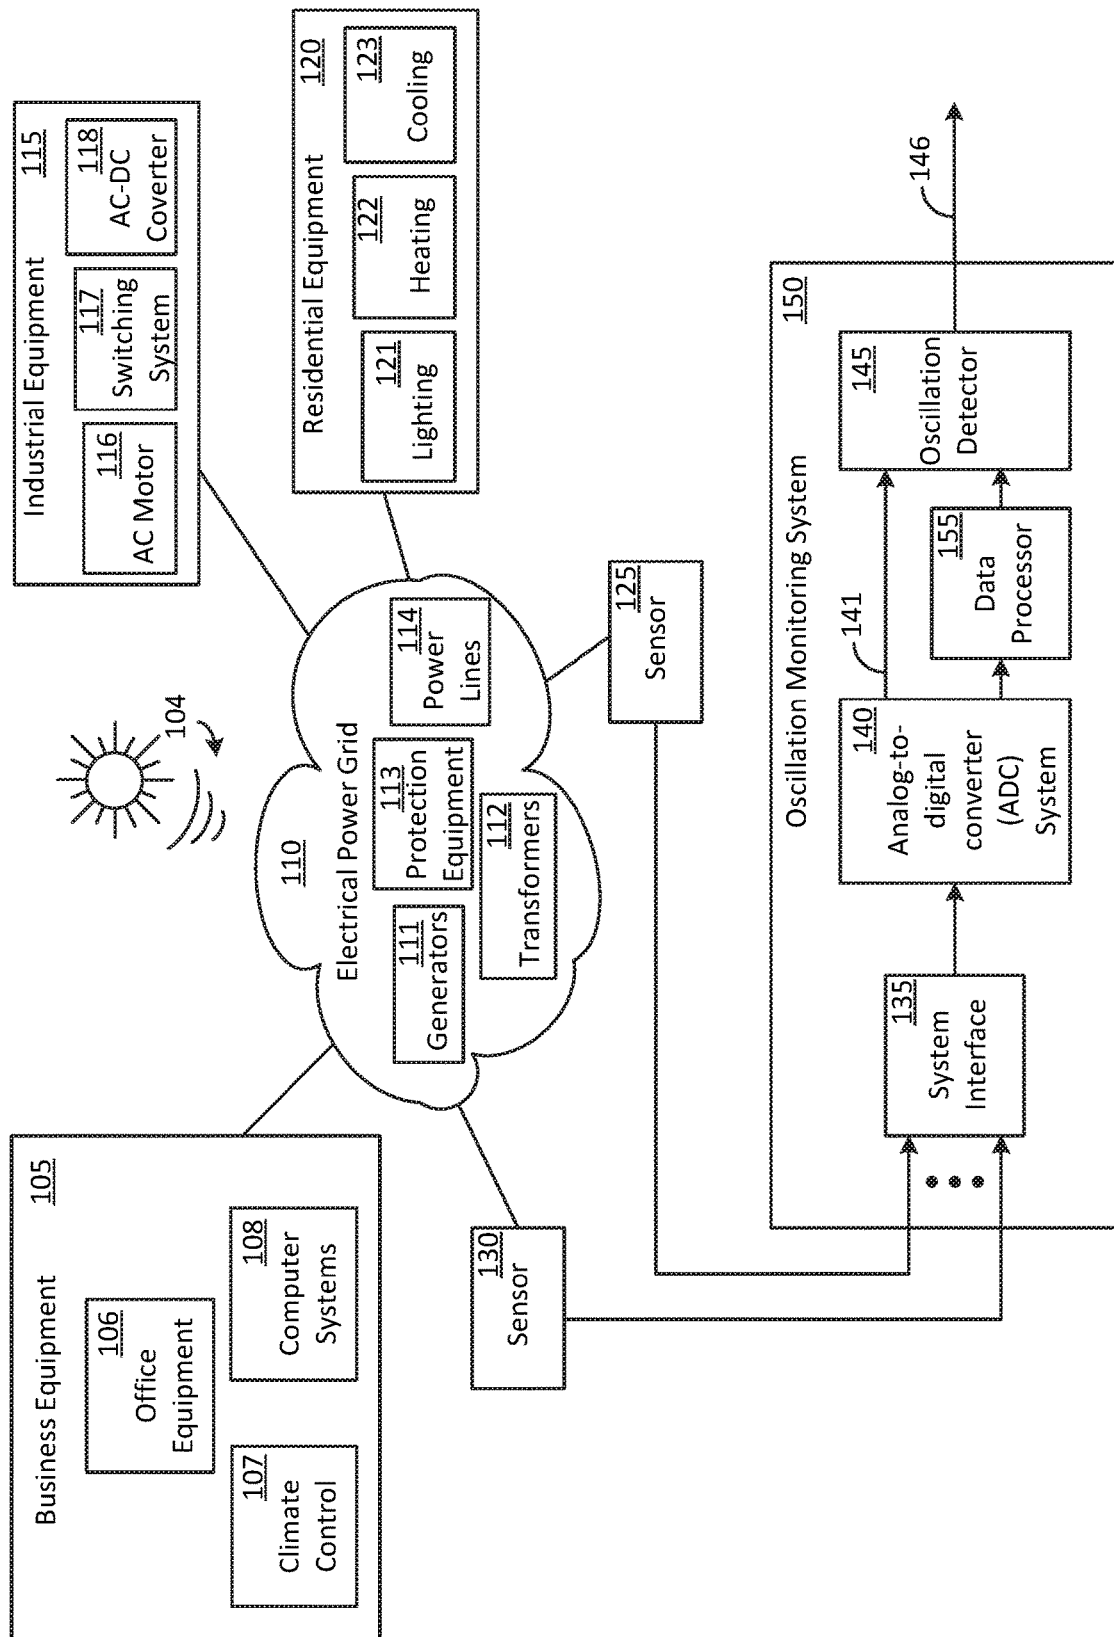 Business Equipment
105
106
Office
Equipment
107
Climate
Control
108
Computer
Systems
104
Industrial Equipment
115
116
AC Motor
117
Switching
System
118
AC-DC
Coverter
110
Electrical Power Grid
111
Generators
113
Protection
Equipment
112
Transformers
114
Power
Lines
Residential Equipment
120
121
Lighting
122
Heating
123
Cooling
130
Sensor
125
Sensor
Oscillation Monitoring System
150
135
System
Interface
140
Analog-to-
digital
converter
(ADC)
System
141
155
Data
Processor
145
Oscillation
Detector
146